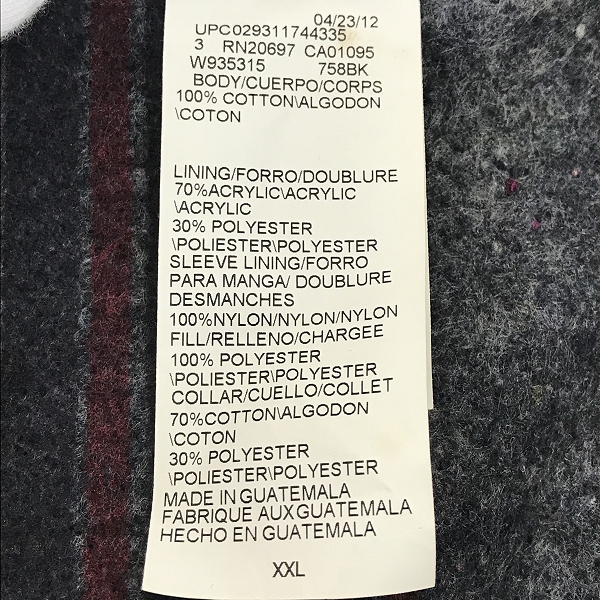 04/23/12
UPC029311744335
3 RN20697 CA01095
W935315 758BK
BODY/CUERPO/CORPS
100% COTTON\ALGODON
\COTON
LINING/FORRO/DOUBLURE
70%ACRYLIC\ACRYLIC
\ACRYLIC
30% POLYESTER
\POLIESTER\POLYESTER
SLEEVE LINING/FORRO
PARA MANGA/ DOUBLURE
DESMANCHES
100%NYLON/NYLON/NYLON
FILL/RELLENO/CHARGEE
100% POLYESTER
\POLIESTER\POLYESTER
COLLAR/CUELLO/COLLET
70%COTTON\ALGODON
\COTON
30% POLYESTER
\POLIESTER\POLYESTER
MADE IN GUATEMALA
FABRIQUE AUXGUATEMALA
HECHO EN GUATEMALA
XXL